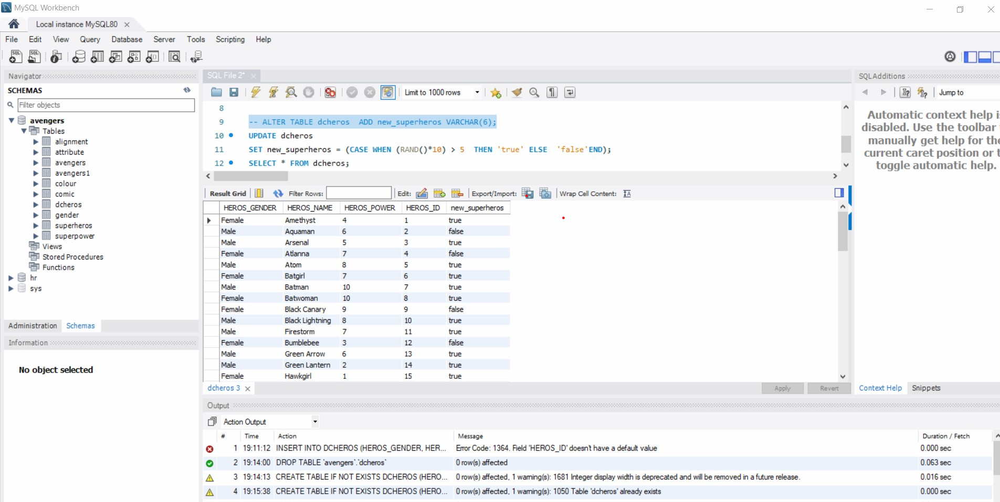 MySQL Workbench
Local instance MySQL80
File Edit View Query Database Server Tools Scripting Help
Navigator
SCHEMAS
Filter objects
avengers
Tables
alignment
attribute
avengers
avengers1
colour
comic
dcheros
gender
superheros
superpower
Views
Stored Procedures
Functions
hr
sys
Administration Schemas
Information
No object selected
SQL File 2*
Limit to 1000 rows
8
9 -- ALTER TABLE dcheros  ADD new_superheros VARCHAR(6);
10 UPDATE dcheros
11 SET new_superheros = (CASE WHEN (RAND()*10) > 5  THEN 'true' ELSE  'false'END);
12 SELECT * FROM dcheros;
Result Grid Filter Rows: Edit: Export/Import: Wrap Cell Content:
HEROS_GENDER HEROS_NAME HEROS_POWER HEROS_ID new_superheros
Female Amethyst 4 1 true
Male Aquaman 6 2 false
Male Arsenal 5 3 true
Female Atlanna 7 4 false
Male Atom 8 5 true
Female Batgirl 7 6 true
Male Batman 10 7 true
Female Batwoman 10 8 true
Female Black Canary 9 9 false
Male Black Lightning 8 10 true
Male Firestorm 7 11 true
Female Bumblebee 3 12 false
Male Green Arrow 6 13 true
Male Green Lantern 2 14 true
Female Hawkgirl 1 15 true
dcheros 3
Apply Revert
SQLAdditions
Jump to
Automatic context help is
disabled. Use the toolbar
manually get help for the
current caret position or t
toggle automatic help.
Context Help Snippets
Output
Action Output
# Time Action Message Duration / Fetch
1 19:11:12 INSERT INTO DCHEROS (HEROS_GENDER, HER... Error Code: 1364. Field 'HEROS_ID' doesn't have a default value 0.000 sec
2 19:14:00 DROP TABLE `avengers`.`dcheros` 0 row(s) affected 0.063 sec
3 19:14:13 CREATE TABLE IF NOT EXISTS DCHEROS (HERO... 0 row(s) affected, 1 warning(s): 1681 Integer display width is deprecated and will be removed in a future release. 0.016 sec
4 19:15:38 CREATE TABLE IF NOT EXISTS DCHEROS (HERO... 0 row(s) affected, 1 warning(s): 1050 Table 'dcheros' already exists 0.000 sec